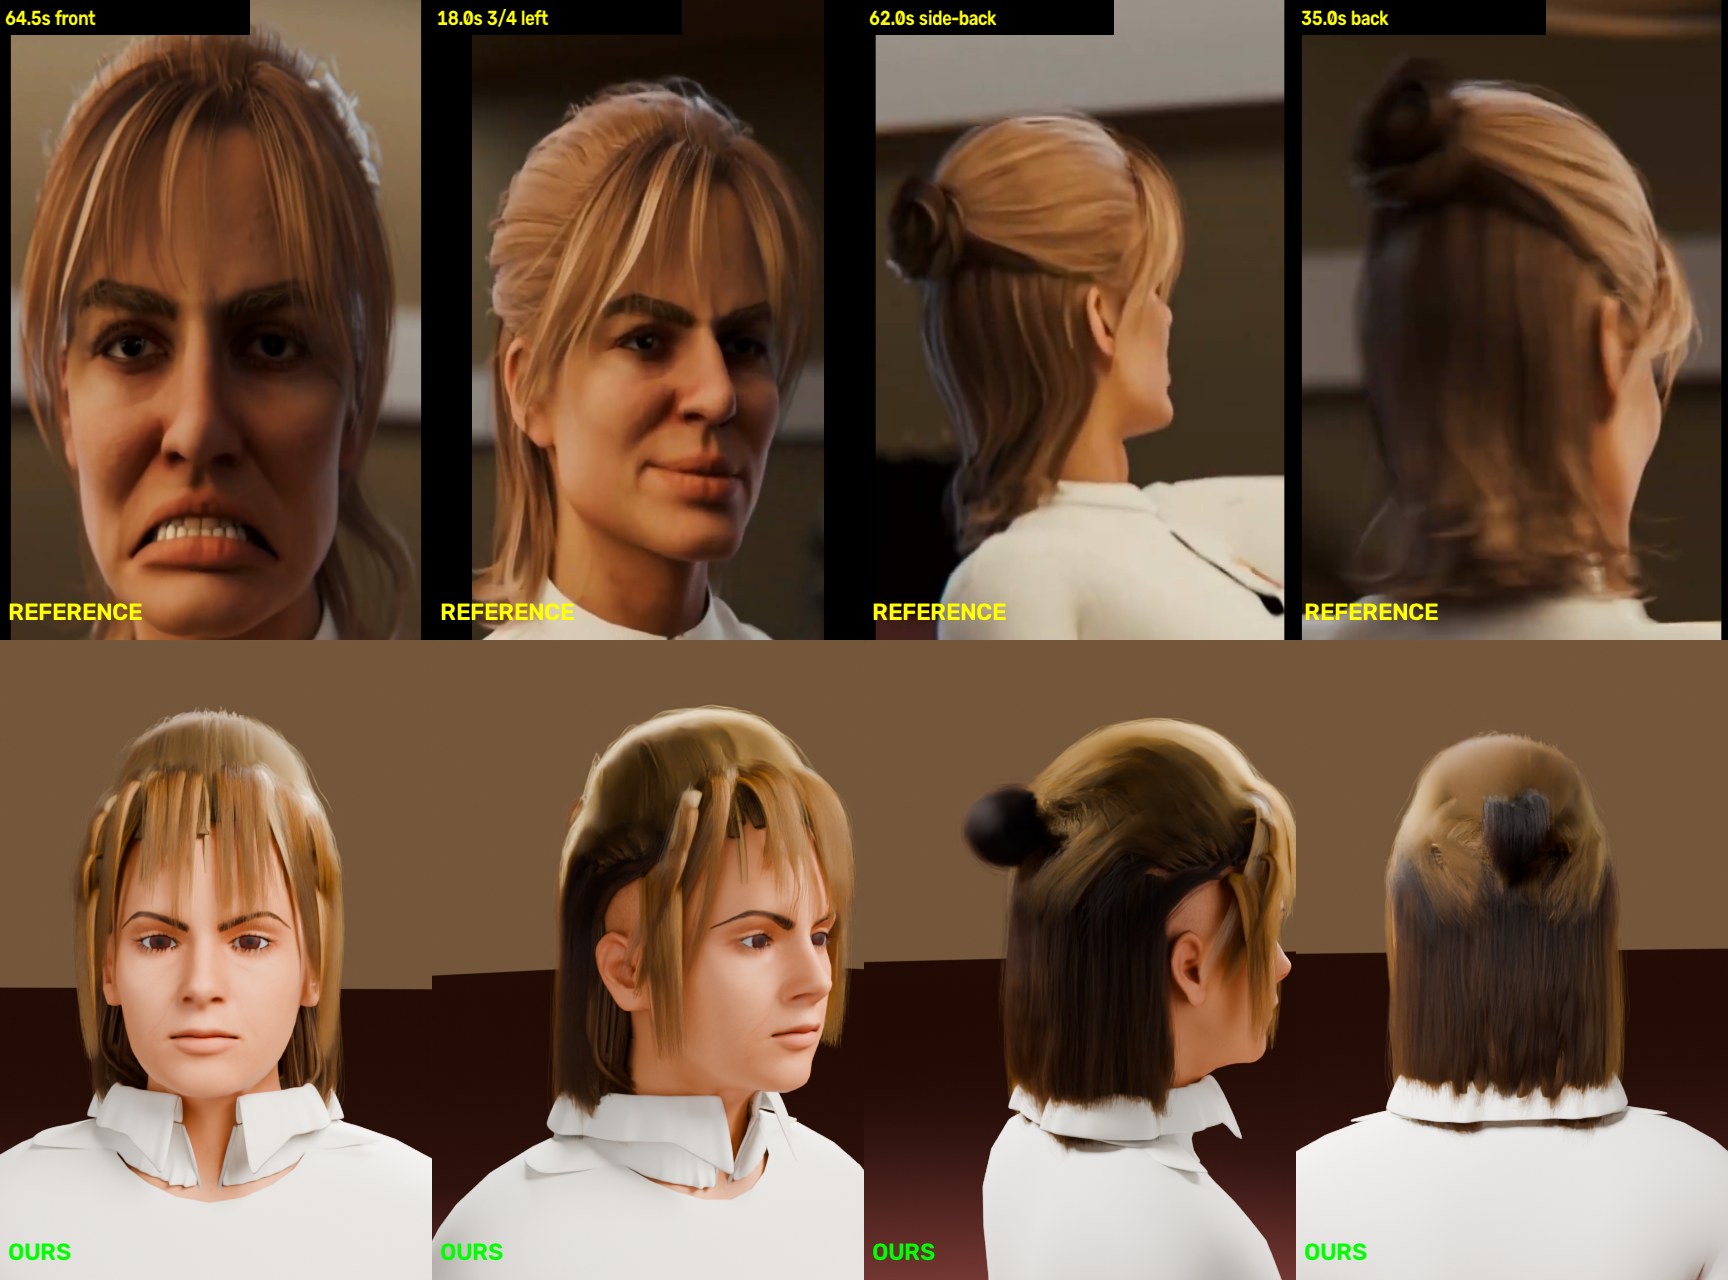 64.5s front
18.0s 3/4 left
62.0s side-back
35.0s back
REFERENCE
REFERENCE
REFERENCE
REFERENCE
OURS
OURS
OURS
OURS